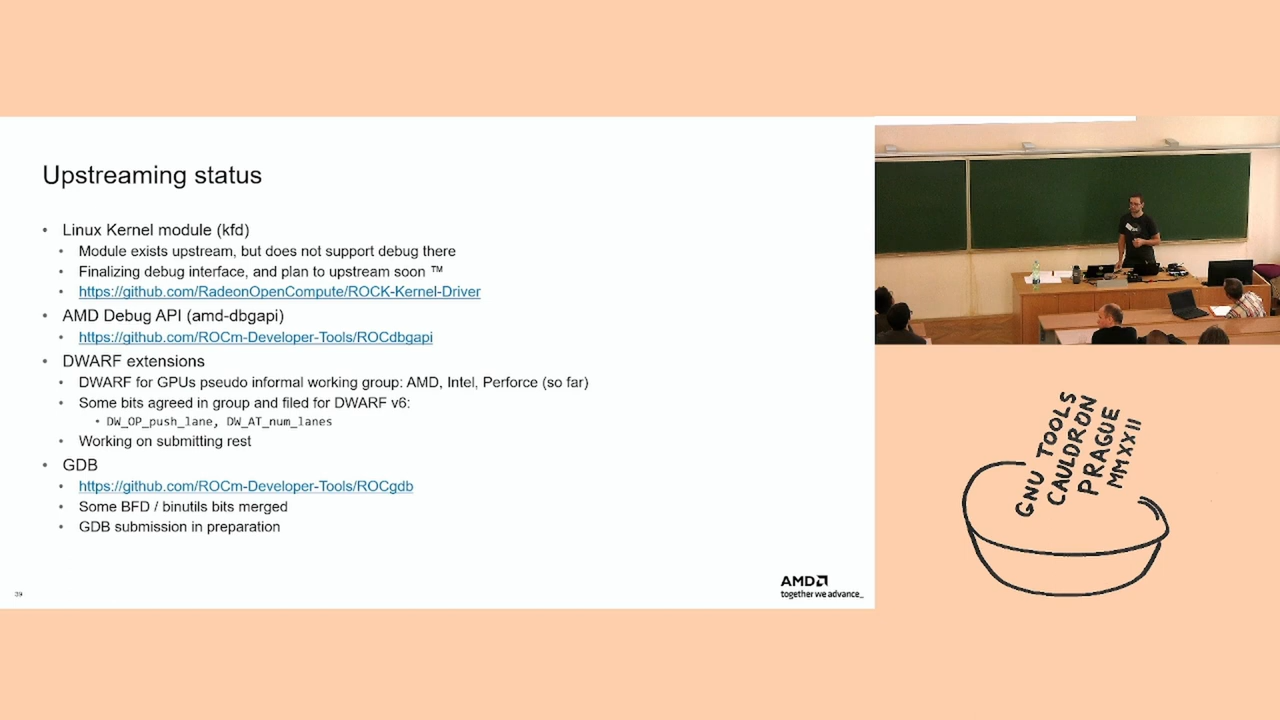 Upstreaming status
• Linux Kernel module (kfd)
• Module exists upstream, but does not support debug there
• Finalizing debug interface, and plan to upstream soon ™
• https://github.com/RadeonOpenCompute/ROCK-Kernel-Driver
• AMD Debug API (amd-dbgapi)
• https://github.com/ROCm-Developer-Tools/ROCdbgapi
• DWARF extensions
• DWARF for GPUs pseudo informal working group: AMD, Intel, Perforce (so far)
• Some bits agreed in group and filed for DWARF v6:
• DW_OP_push_lane, DW_AT_num_lanes
• Working on submitting rest
• GDB
• https://github.com/ROCm-Developer-Tools/ROCgdb
• Some BFD / binutils bits merged
• GDB submission in preparation
39
AMD
together we advance_
GNU TOOLS
CAULDRON
PRAGUE
MMXXII